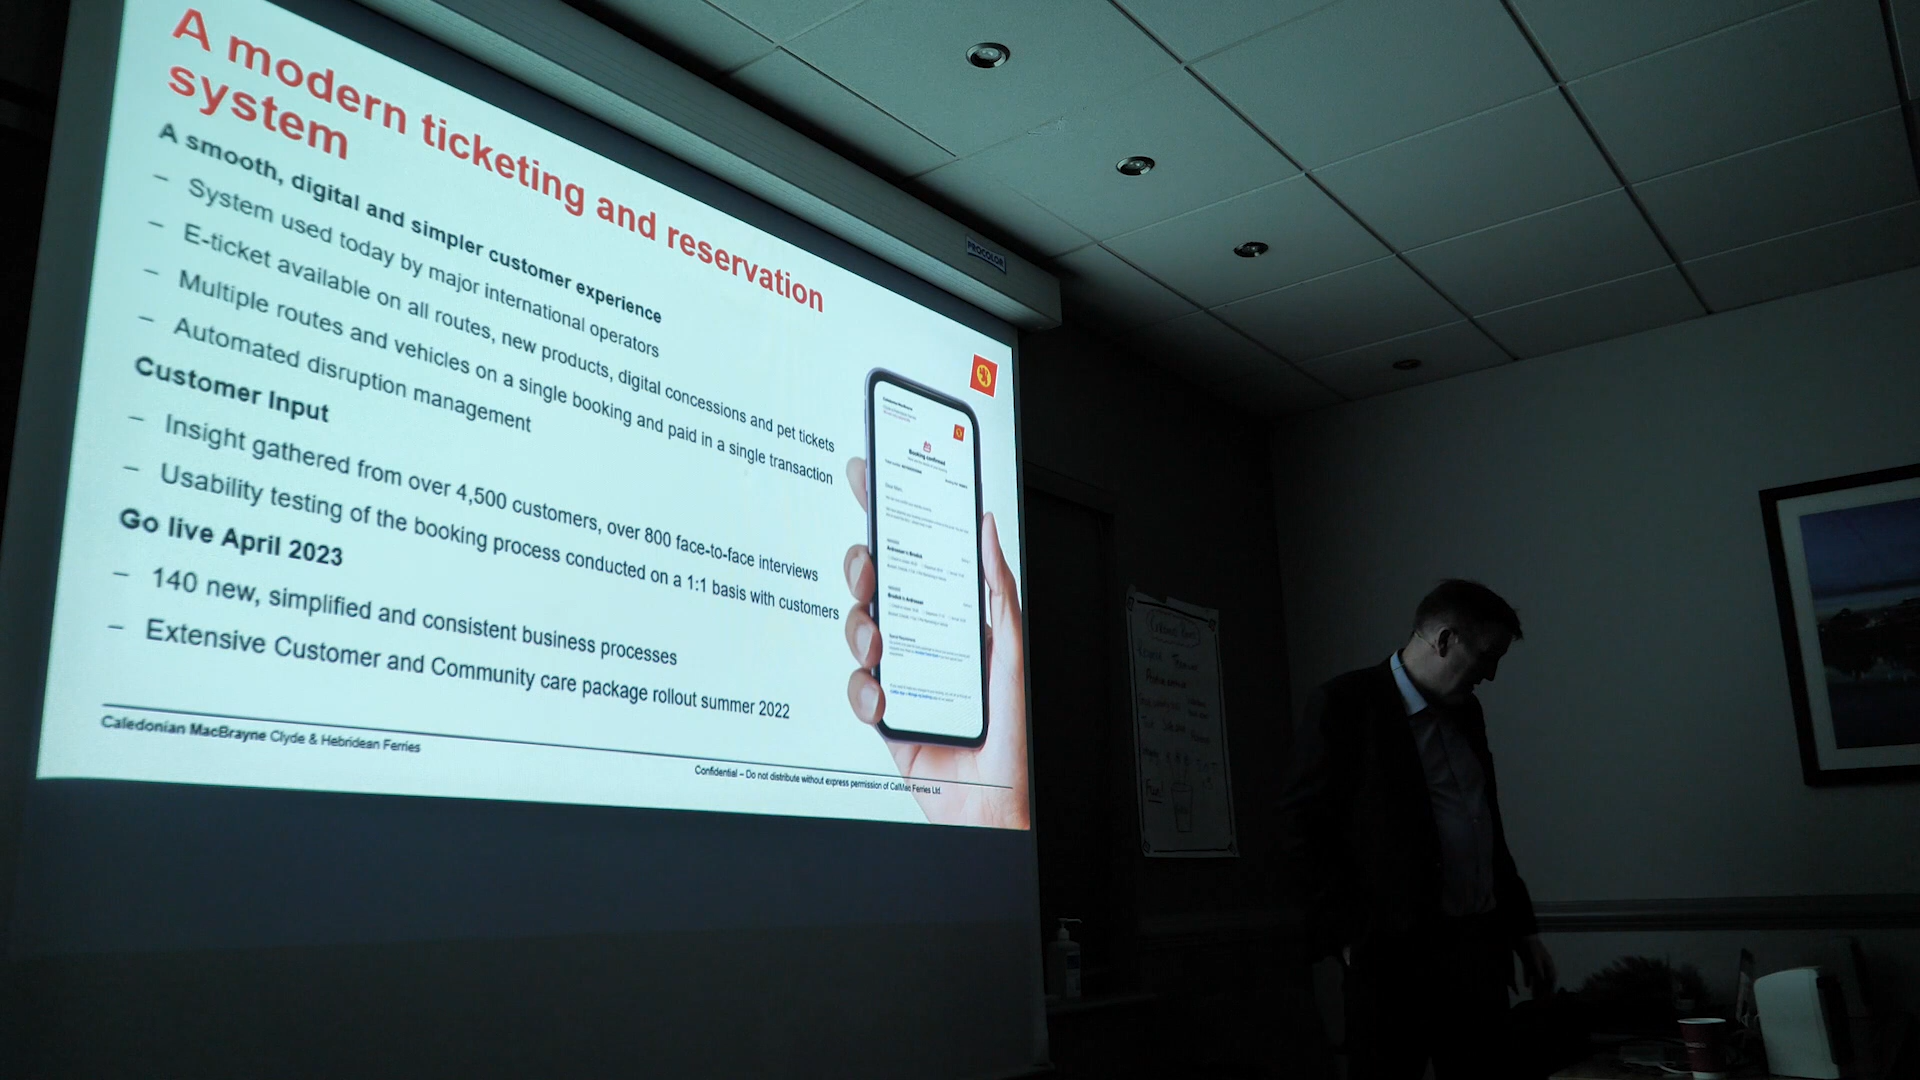 A modern ticketing and reservation
system
A smooth, digital and simpler customer experience
– System used today by major international operators
– E-ticket available on all routes, new products, digital concessions and pet tickets
– Multiple routes and vehicles on a single booking and paid in a single transaction
– Automated disruption management
Customer Input
– Insight gathered from over 4,500 customers, over 800 face-to-face interviews
– Usability testing of the booking process conducted on a 1:1 basis with customers
Go live April 2023
– 140 new, simplified and consistent business processes
– Extensive Customer and Community care package rollout summer 2022
Caledonian MacBrayne Clyde & Hebridean Ferries
Confidential – Do not distribute without express permission of CalMac Ferries Ltd.
Booking confirmed
PROCOLOR